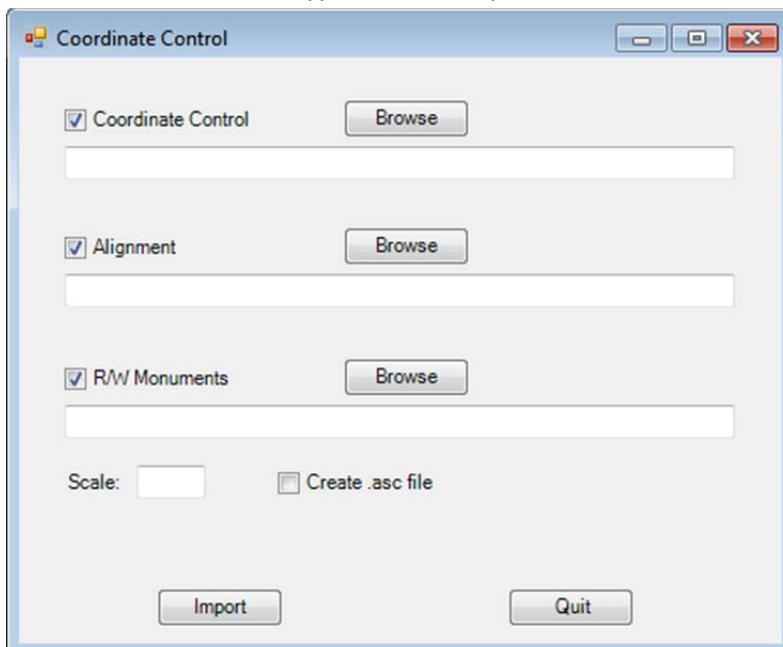 Coordinate Control
Coordinate Control Browse
Alignment Browse
R/W Monuments Browse
Scale: Create .asc file
Import Quit